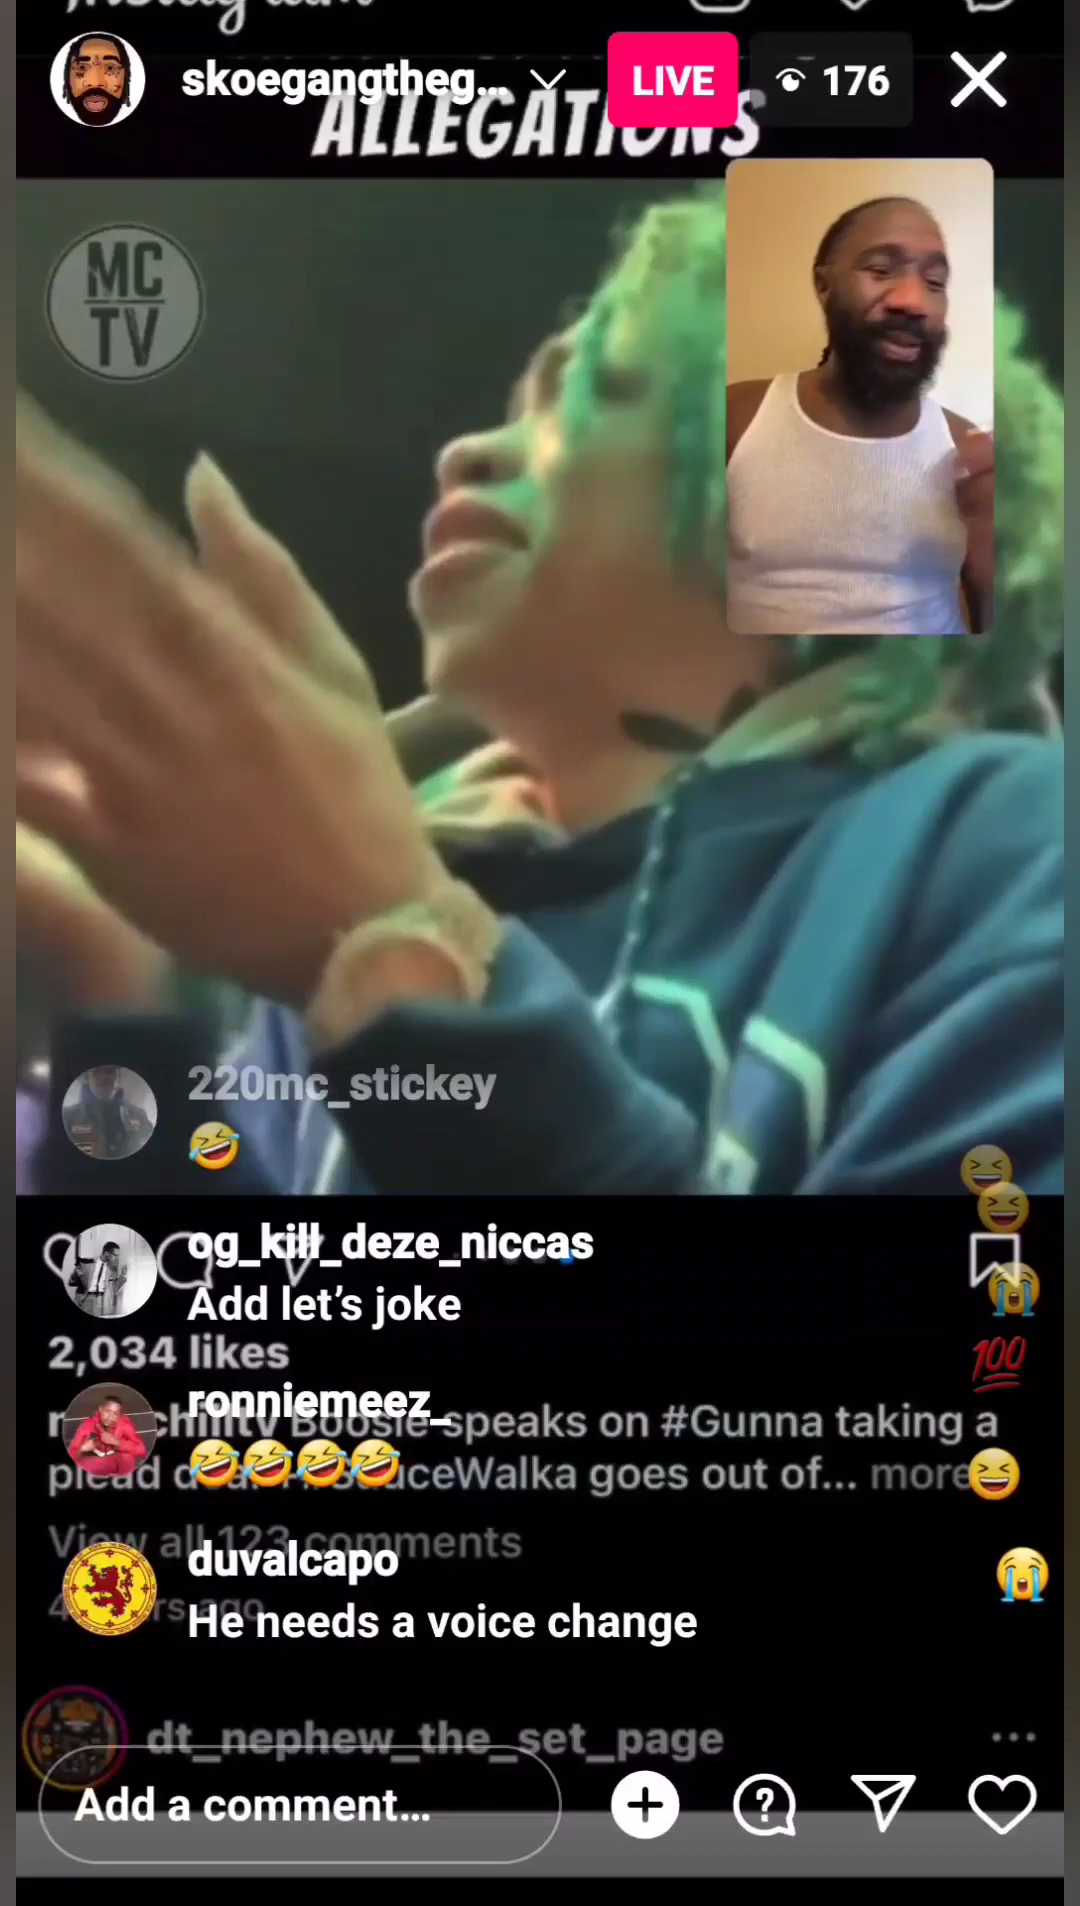 skoegangtheg...
LIVE
176
ALLEGATIONS
MC
TV
220mc_stickey
🤣
og_kill_deze_niccas
Add let's joke
2,034 likes
ronniemeez_
Boosie speaks on #Gunna taking a
🤣🤣🤣🤣
plead goes out of... more
View all 123 comments
duvalcapo
He needs a voice change
dt_nephew_the_set_page
Add a comment...